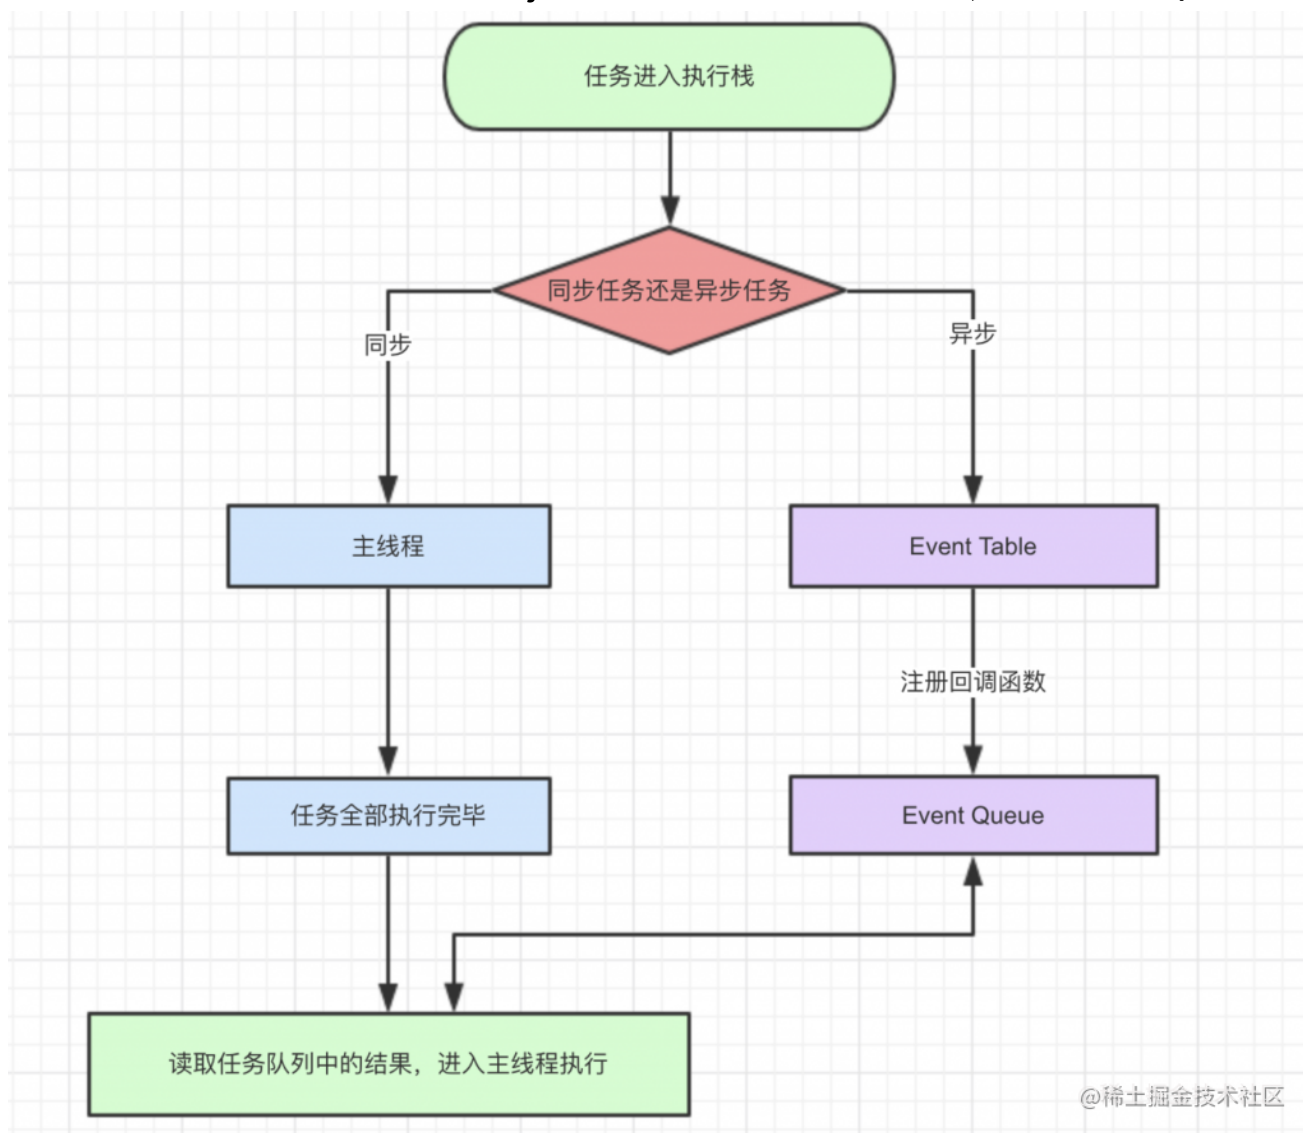 任务进入执行栈
同步任务还是异步任务
同步
异步
主线程
Event Table
注册回调函数
任务全部执行完毕
Event Queue
读取任务队列中的结果，进入主线程执行
@稀土掘金技术社区